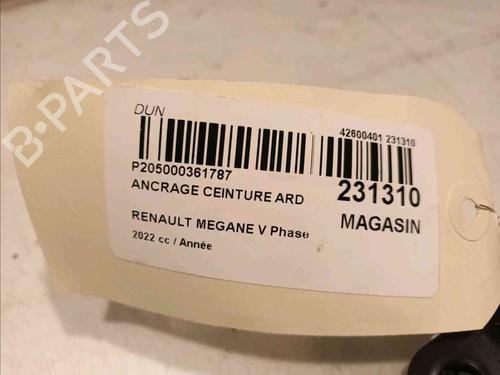 DUN
42600401 231310
P205000361787
231310
ANCRAGE CEINTURE ARD
MAGASIN
RENAULT MEGANE V Phase
2022 cc / Année
B-PARTS